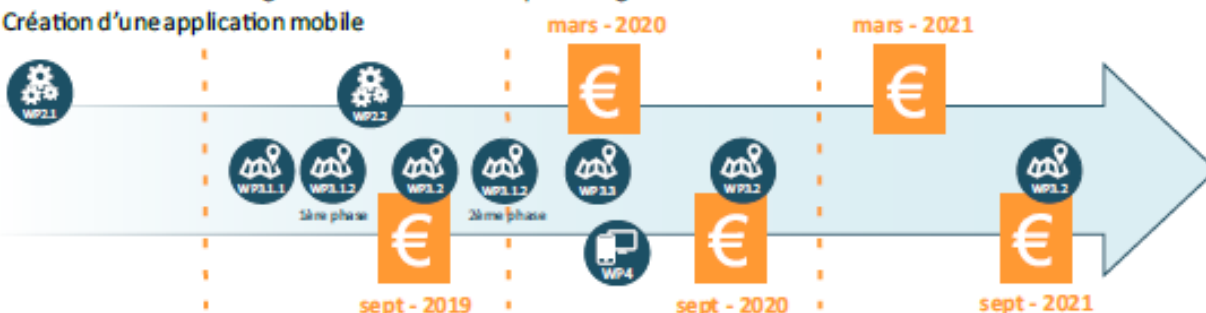 Création d'une application mobile
mars - 2020
mars - 2021
€
€
WP2.1
WP2.2
WP3.1.1
WP3.1.2
WP3.2
WP3.1.2
WP3.3
WP3.2
WP3.2
1ère phase
2ème phase
€
€
€
WP4
sept - 2019
sept - 2020
sept - 2021